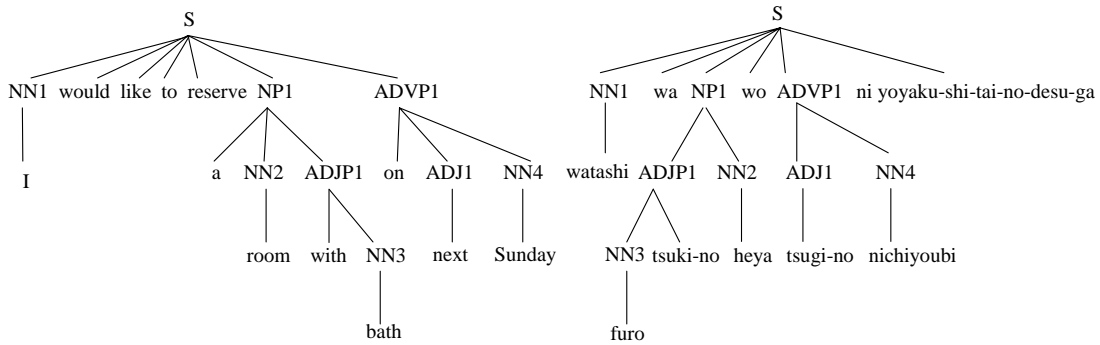 S S
NN1 would like to reserve NP1 ADVP1 NN1 wa NP1 wo ADVP1 ni yoyaku-shi-tai-no-desu-ga
I a NN2 ADJP1 on ADJ1 NN4 watashi ADJP1 NN2 ADJ1 NN4
room with NN3 next Sunday NN3 tsuki-no heya tsugi-no nichiyoubi
bath furo